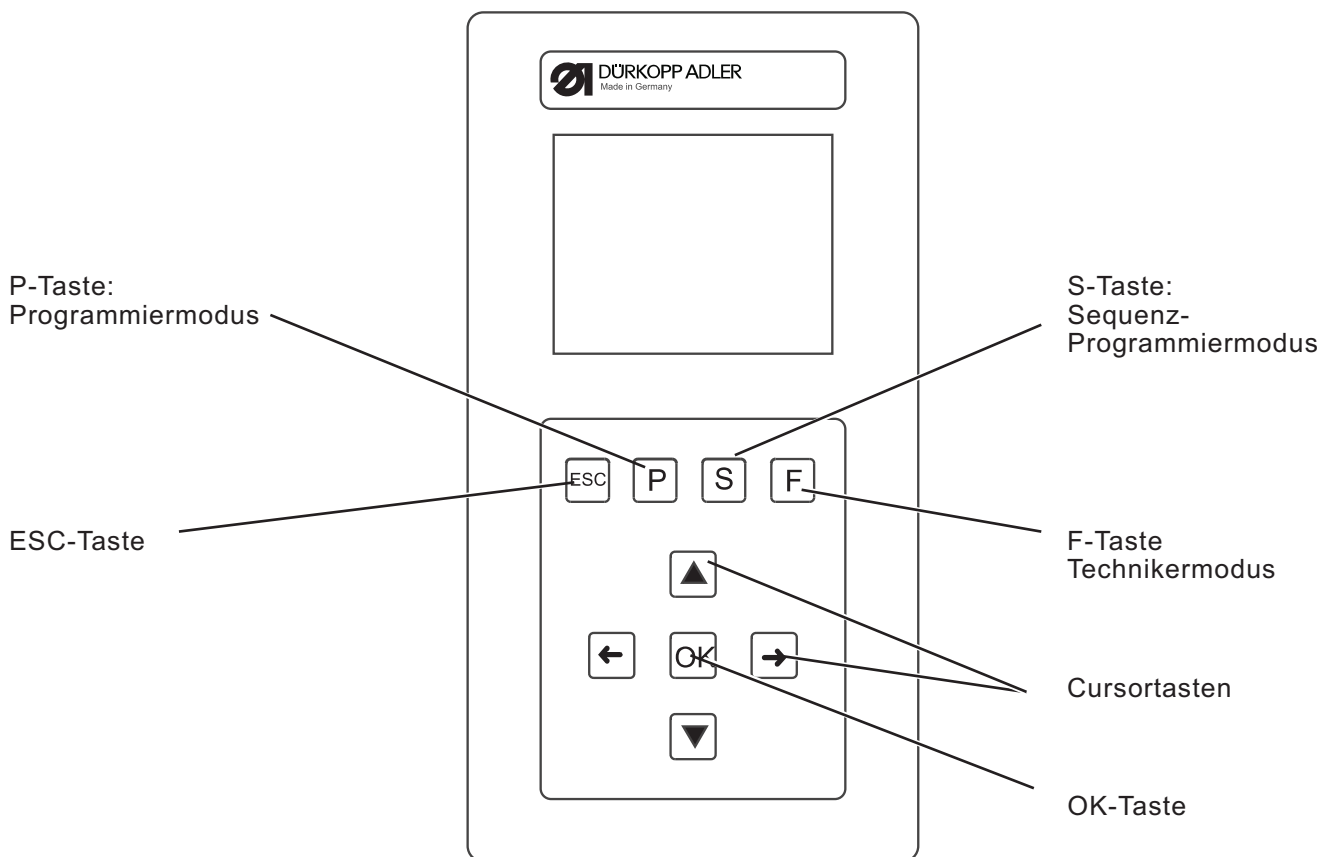 DÜRKOPP ADLER
Made in Germany
P-Taste:
Programmiermodus
S-Taste:
Sequenz-
Programmiermodus
ESC P S F
ESC-Taste
F-Taste
Technikermodus
OK
Cursortasten
OK-Taste